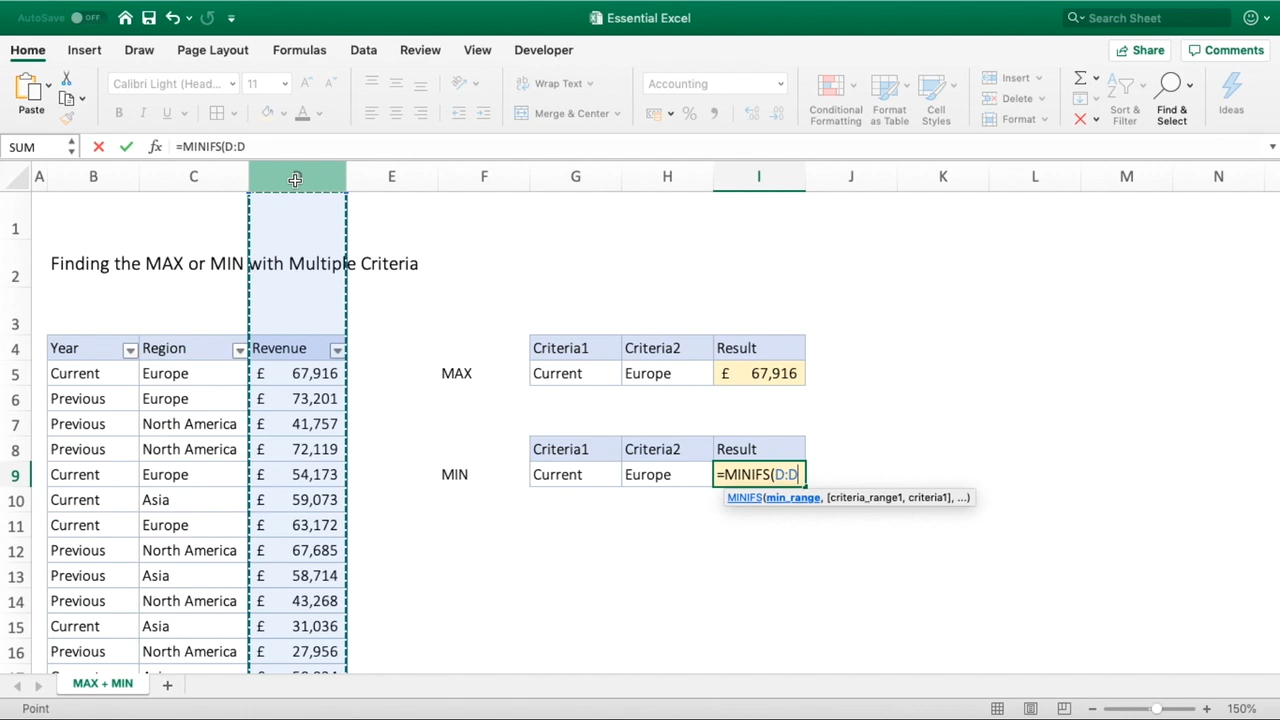 AutoSave OFF Essential Excel Search Sheet
Home Insert Draw Page Layout Formulas Data Review View Developer Share Comments
Paste Calibri Light (Head... 11 Wrap Text Merge & Center Accounting Conditional Formatting Format as Table Cell Styles Insert Delete Format Sort & Filter Find & Select Ideas
SUM fx =MINIFS(D:D
A B C E F G H I J K L M N
1
2 Finding the MAX or MIN with Multiple Criteria
3
4 Year Region Revenue Criteria1 Criteria2 Result
5 Current Europe £ 67,916 MAX Current Europe £ 67,916
6 Previous Europe £ 73,201
7 Previous North America £ 41,757
8 Previous North America £ 72,119 Criteria1 Criteria2 Result
9 Current Europe £ 54,173 MIN Current Europe =MINIFS(D:D
10 Current Asia £ 59,073 MINIFS(min_range, [criteria_range1, criteria1], ...)
11 Current Europe £ 63,172
12 Previous North America £ 67,685
13 Previous Asia £ 58,714
14 Previous North America £ 43,268
15 Current Asia £ 31,036
16 Previous North America £ 27,956
MAX + MIN
Point 150%